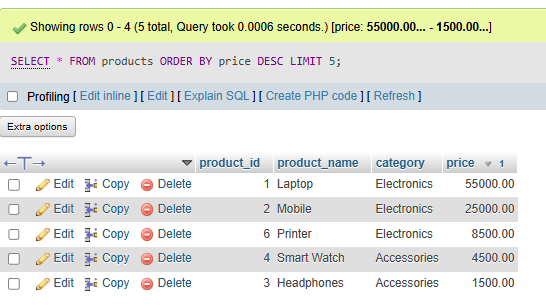 Showing rows 0 - 4 (5 total, Query took 0.0006 seconds.) [price: 55000.00... - 1500.00...]
SELECT * FROM products ORDER BY price DESC LIMIT 5;
Profiling [ Edit inline ] [ Edit ] [ Explain SQL ] [ Create PHP code ] [ Refresh ]
Extra options
←T→ product_id product_name category price 1
Edit Copy Delete 1 Laptop Electronics 55000.00
Edit Copy Delete 2 Mobile Electronics 25000.00
Edit Copy Delete 6 Printer Electronics 8500.00
Edit Copy Delete 4 Smart Watch Accessories 4500.00
Edit Copy Delete 3 Headphones Accessories 1500.00